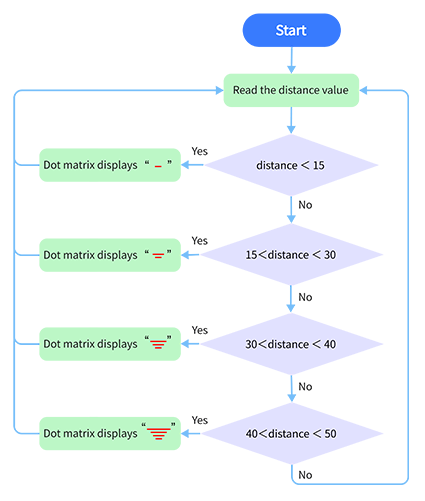 Start
Read the distance value
Yes
Dot matrix displays “ ”
distance < 15
No
Yes
Dot matrix displays “ ”
15<distance < 30
No
Yes
Dot matrix displays “ ”
30<distance < 40
No
Yes
Dot matrix displays “ ”
40<distance < 50
No